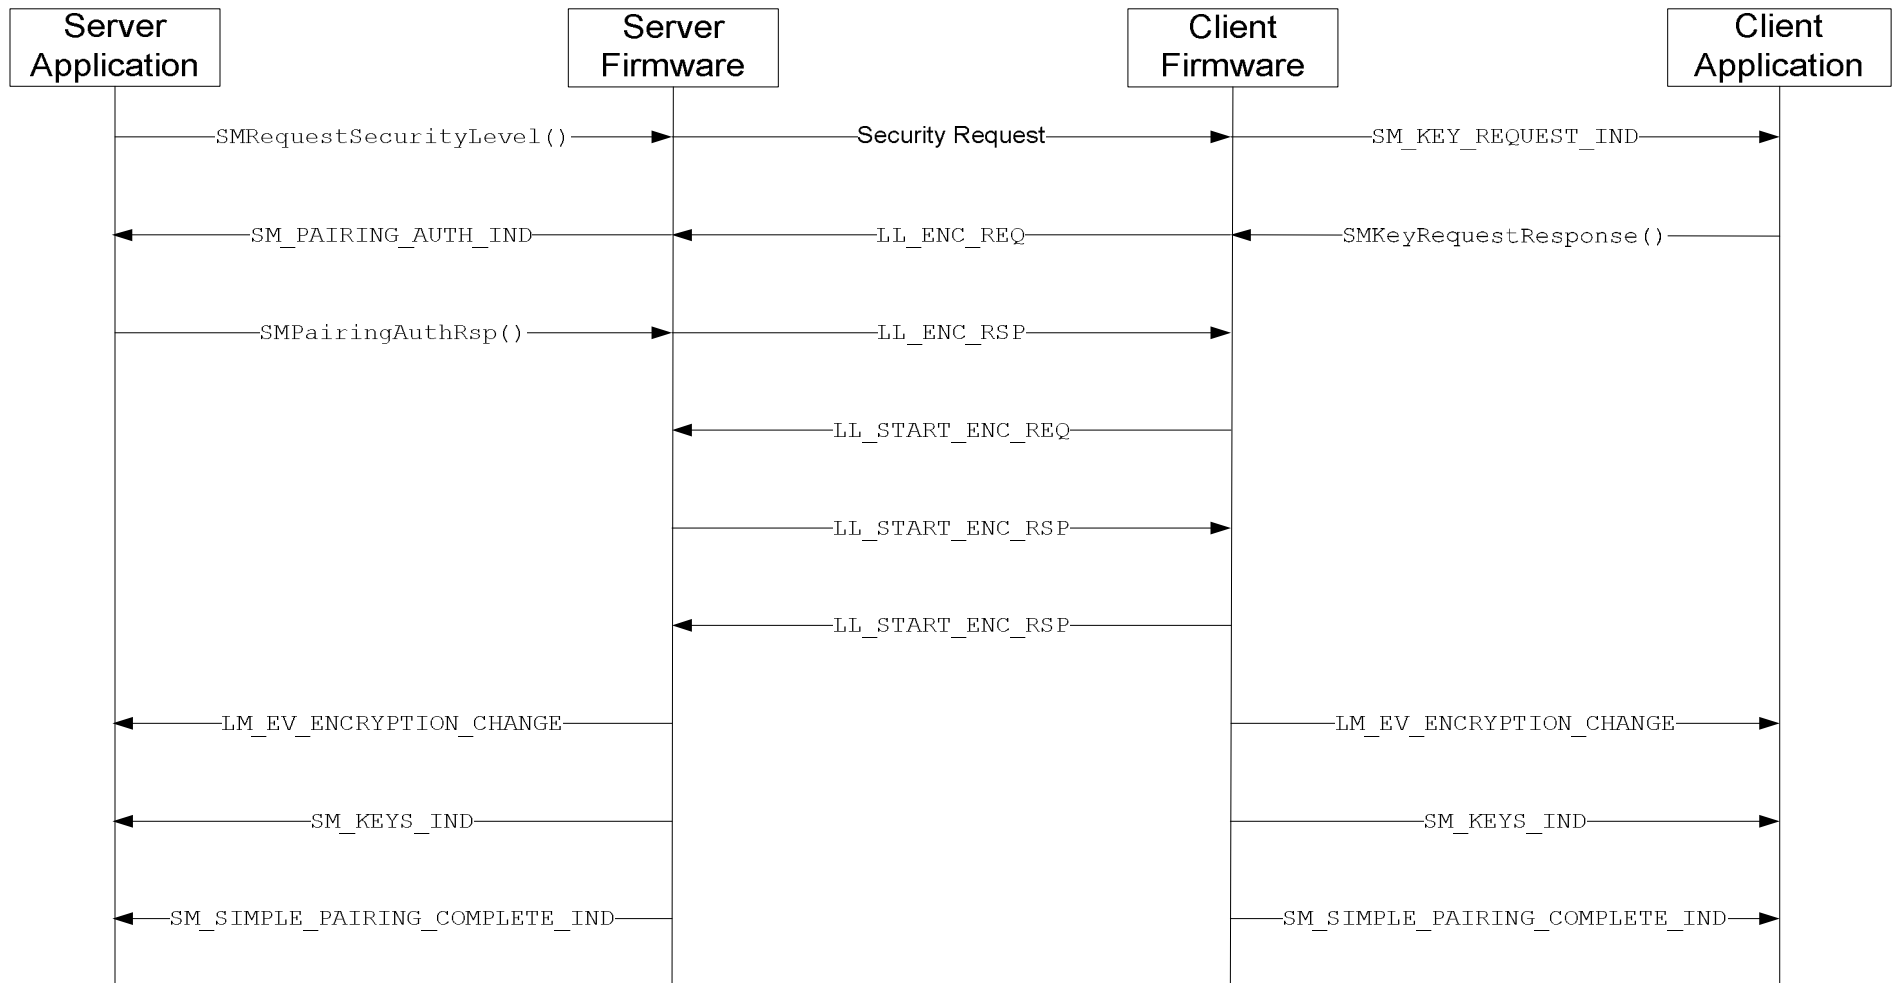 Server
Application
Server
Firmware
Client
Firmware
Client
Application
SMRequestSecurityLevel()
Security Request
SM_KEY_REQUEST_IND
SM_PAIRING_AUTH_IND
LL_ENC_REQ
SMKeyRequestResponse()
SMPairingAuthRsp()
LL_ENC_RSP
LL_START_ENC_REQ
LL_START_ENC_RSP
LL_START_ENC_RSP
LM_EV_ENCRYPTION_CHANGE
LM_EV_ENCRYPTION_CHANGE
SM_KEYS_IND
SM_KEYS_IND
SM_SIMPLE_PAIRING_COMPLETE_IND
SM_SIMPLE_PAIRING_COMPLETE_IND